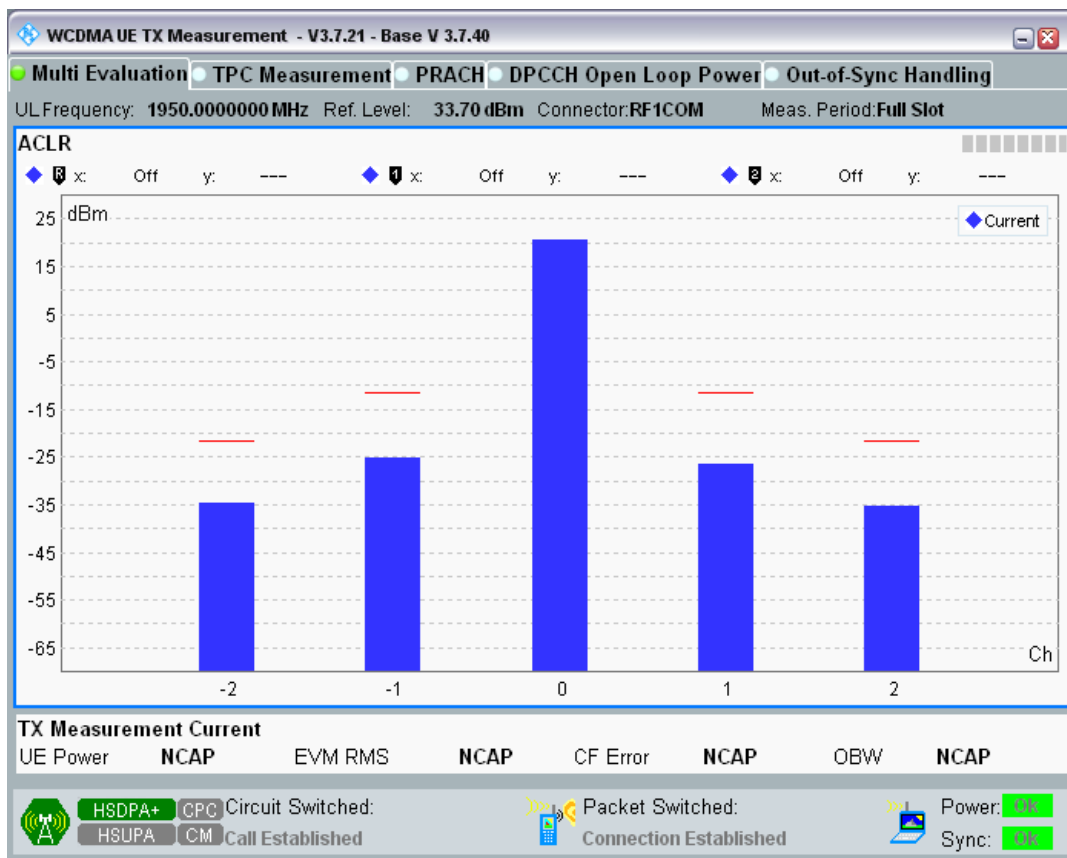 WCDMA UE TX Measurement - V3.7.21 - Base V 3.7.40
Multi Evaluation TPC Measurement PRACH DPCCH Open Loop Power Out-of-Sync Handling
UL Frequency: 1950.0000000 MHz Ref. Level: 33.70 dBm Connector:RF1COM Meas. Period:Full Slot
ACLR
R x: Off y: --- 1 x: Off y: --- 2 x: Off y: ---
dBm
Current
25
15
5
-5
-15
-25
-35
-45
-55
-65
Ch
-2 -1 0 1 2
TX Measurement Current
UE Power NCAP EVM RMS NCAP CF Error NCAP OBW NCAP
HSDPA+ CPC Circuit Switched: Packet Switched: Power: Ok
HSUPA CM Call Established Connection Established Sync: Ok